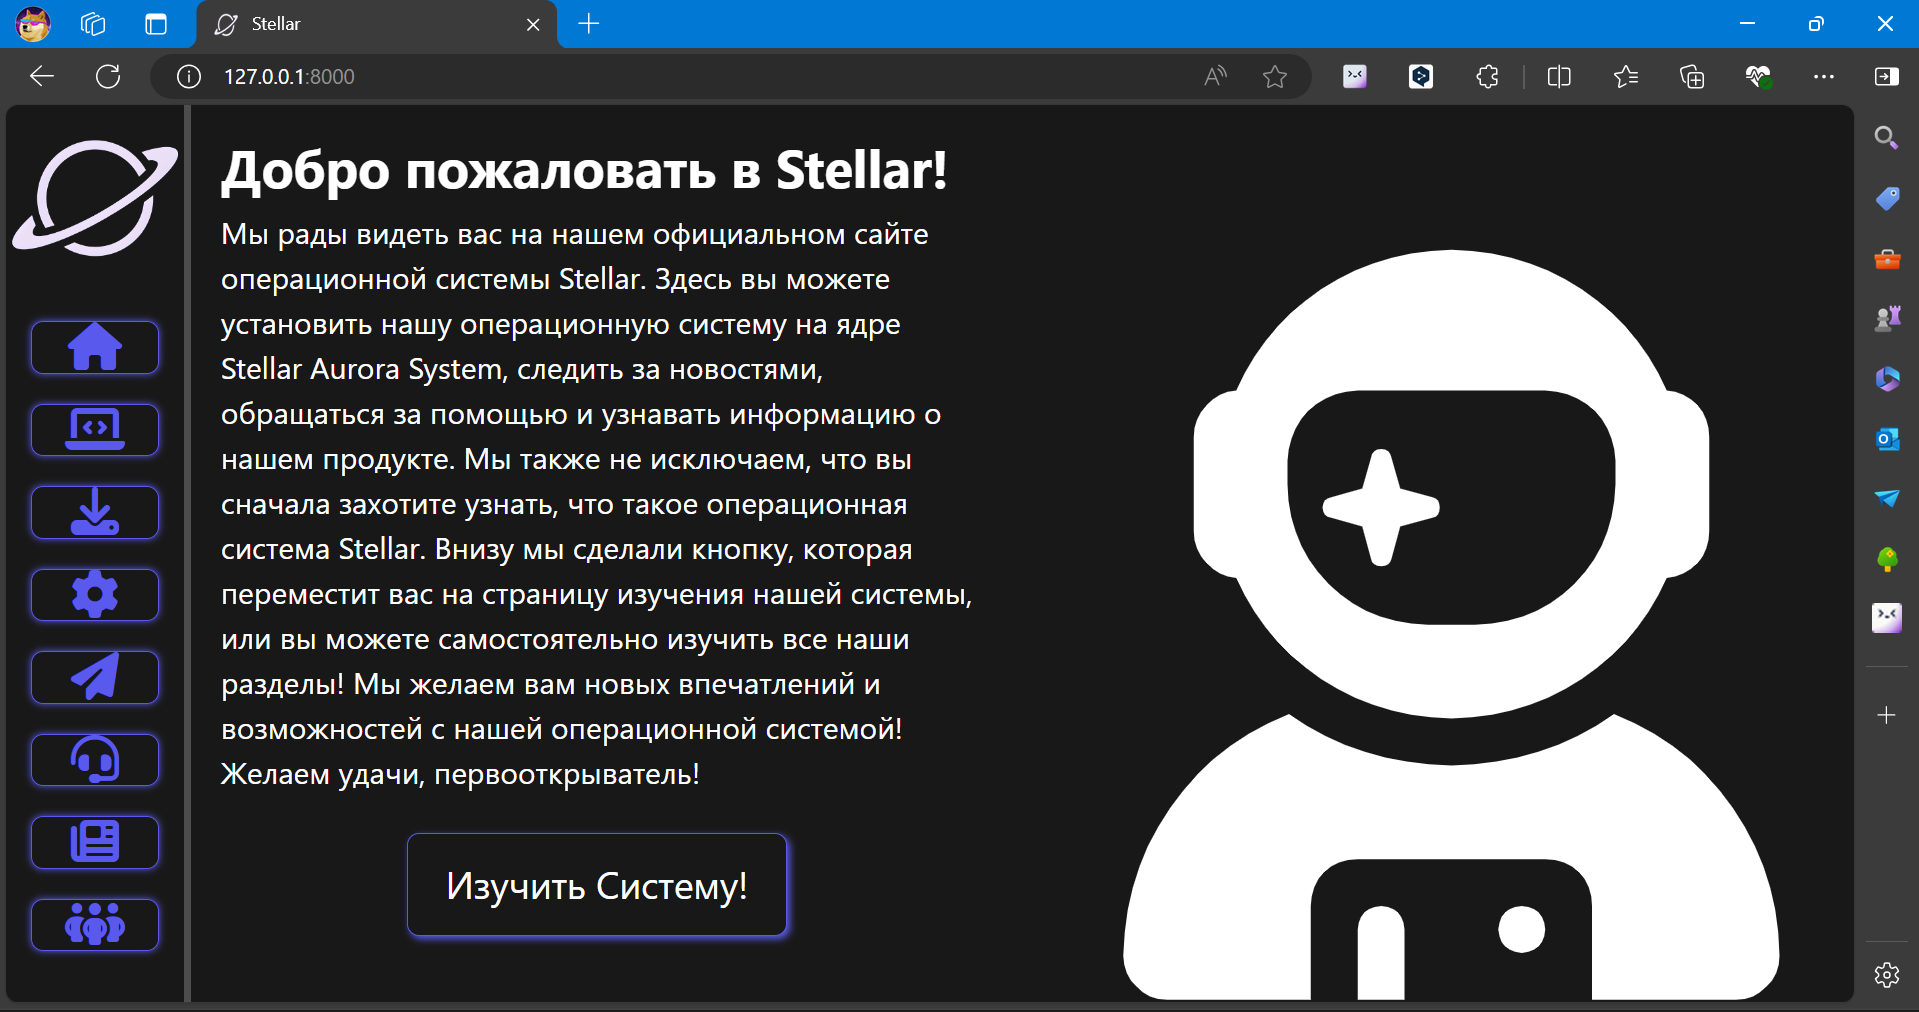 Stellar
127.0.0.1:8000
Добро пожаловать в Stellar!
Мы рады видеть вас на нашем официальном сайте
операционной системы Stellar. Здесь вы можете
установить нашу операционную систему на ядре
Stellar Aurora System, следить за новостями,
обращаться за помощью и узнавать информацию о
нашем продукте. Мы также не исключаем, что вы
сначала захотите узнать, что такое операционная
система Stellar. Внизу мы сделали кнопку, которая
переместит вас на страницу изучения нашей системы,
или вы можете самостоятельно изучить все наши
разделы! Мы желаем вам новых впечатлений и
возможностей с нашей операционной системой!
Желаем удачи, первооткрыватель!
Изучить Систему!